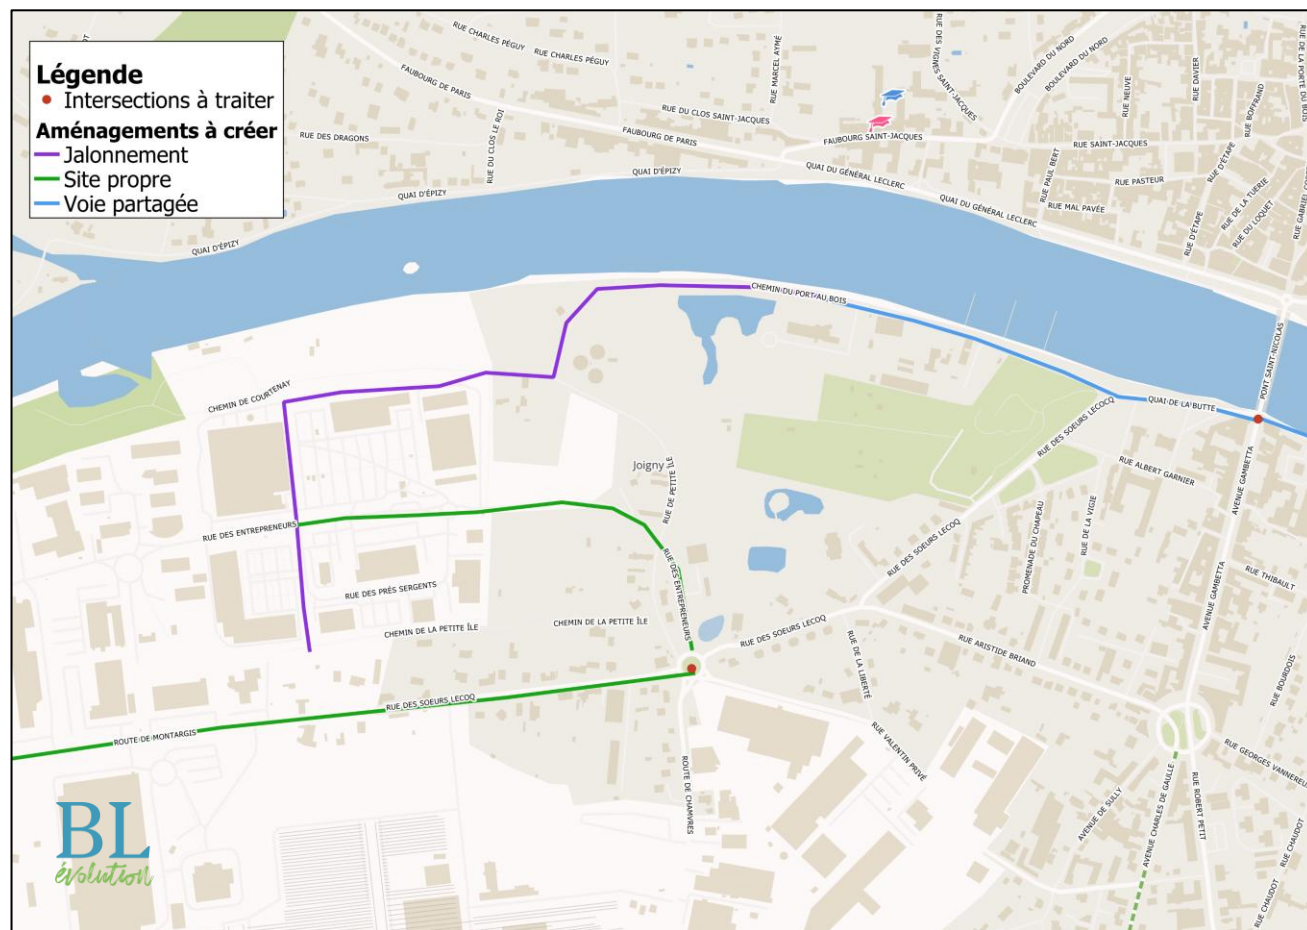 Légende
Intersections à traiter
Aménagements à créer
Jalonnement
Site propre
Voie partagée
RUE CHARLES PÉGUY
RUE CHARLES PÉGUY
FAUBOURG DE PARIS
RUE MARCEL AYMÉ
RUE DES VIGNES SAINT-JACQUES
BOULEVARD DU NORD
BOULEVARD DU NORD
RUE NEUVE
RUE DAVIER
RUE BOFFRAND
RUE DE LA PORTE DU BOIS
RUE DES DRAGONS
RUE DU CLOS LE ROI
RUE DU CLOS SAINT-JACQUES
FAUBOURG DE PARIS
FAUBOURG SAINT-JACQUES
RUE SAINT-JACQUES
QUAI DU GÉNÉRAL LECLERC
QUAI DU GÉNÉRAL LECLERC
RUE PAUL BERT
RUE PASTEUR
RUE MAL PAVÉE
RUE D'ÉTAPE
RUE D'ÉTAPE
RUE DE LA TUERIE
RUE DU LOQUET
QUAI D'ÉPIZY
QUAI D'ÉPIZY
QUAI D'ÉPIZY
CHEMIN DU PORT AU BOIS
PONT SAINT-NICOLAS
CHEMIN DE COURTENAY
QUAI DE LA BUTTE
RUE DES SOEURS LECOCQ
RUE ALBERT GARNIER
AVENUE GAMBETTA
Joigny
RUE DE PETITE ÎLE
RUE DES ENTREPRENEURS
RUE DES ENTREPRENEURS
RUE DES SOEURS LECOQ
PROMENADE DU CHAPEAU
RUE DE LA VIGIE
AVENUE GAMBETTA
RUE THIBAULT
RUE DES PRÉS SERGENTS
CHEMIN DE LA PETITE ÎLE
CHEMIN DE LA PETITE ÎLE
RUE DES SOEURS LECOQ
RUE DE LA LIBERTÉ
RUE ARISTIDE BRIAND
RUE BOURDOIS
RUE DES SOEURS LECOQ
ROUTE DE MONTARGIS
ROUTE DE CHAMVRES
RUE VALENTIN PRIVÉ
AVENUE DE SULLY
AVENUE CHARLES DE GAULLE
RUE ROBERT PETIT
RUE CHAUDOT
RUE CHAUDOT
BL
évolution